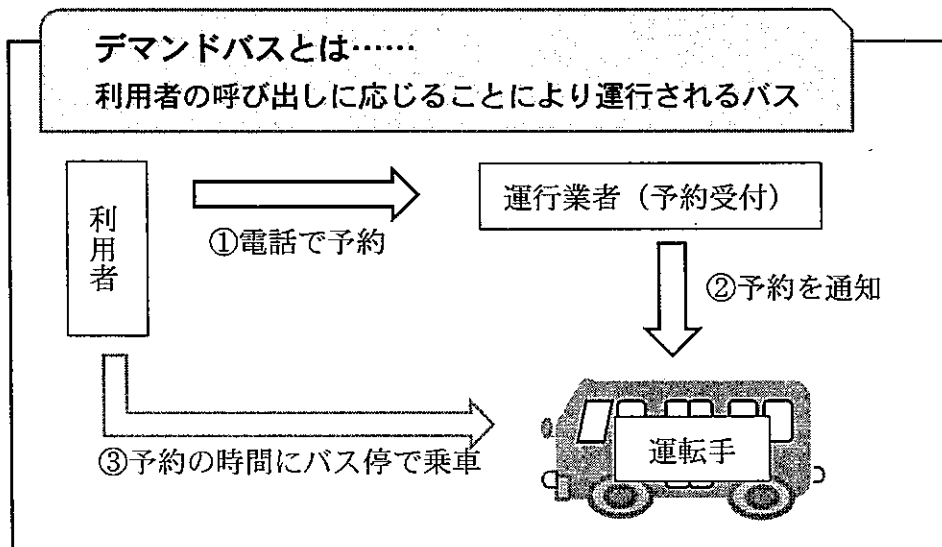 デマンドバスとは……
利用者の呼び出しに応じることにより運行されるバス
利用者
①電話で予約
運行業者（予約受付）
②予約を通知
③予約の時間にバス停で乗車
運転手